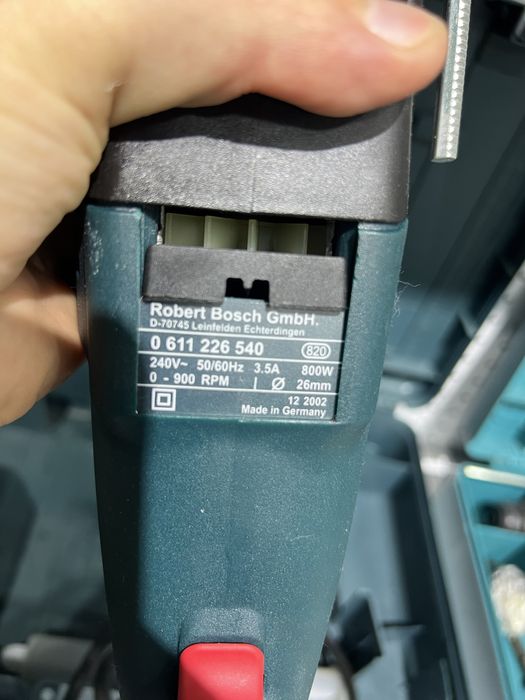 Robert Bosch GmbH.
D-70745 Leinfelden Echterdingen
0 611 226 540 820
240V~ 50/60Hz 3.5A 800W
0 - 900 RPM | Ø 26mm
12 2002
Made in Germany